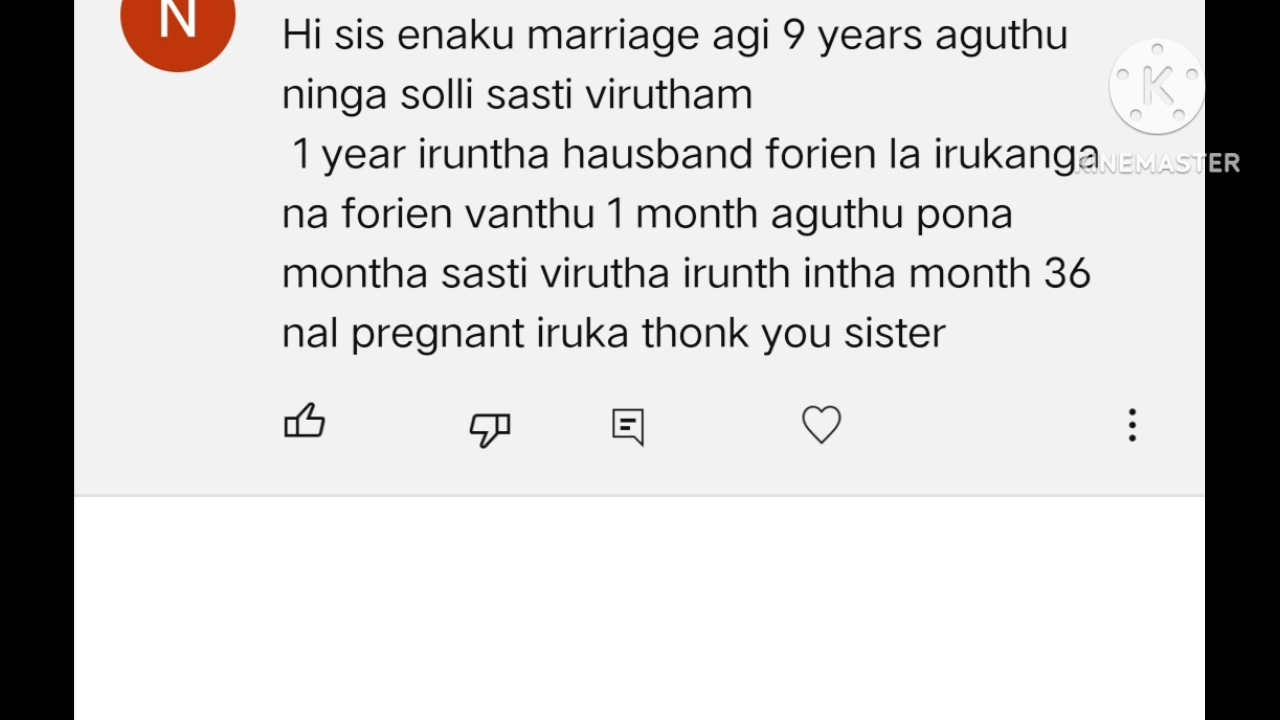 N
Hi sis enaku marriage agi 9 years aguthu
ninga solli sasti virutham
1 year iruntha hausband forien la irukanga
na forien vanthu 1 month aguthu pona
montha sasti virutha irunth intha month 36
nal pregnant iruka thonk you sister
K
KINEMASTER